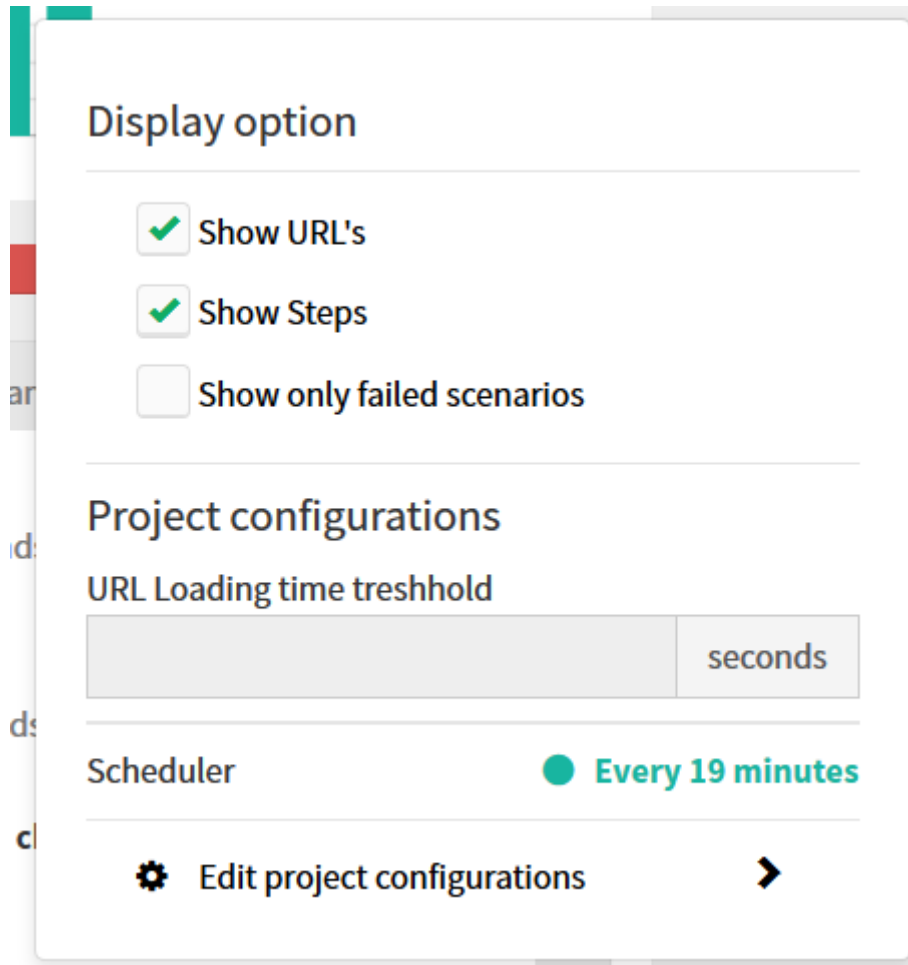 Display option
Show URL's
Show Steps
Show only failed scenarios
Project configurations
URL Loading time treshhold
seconds
Scheduler
Every 19 minutes
Edit project configurations